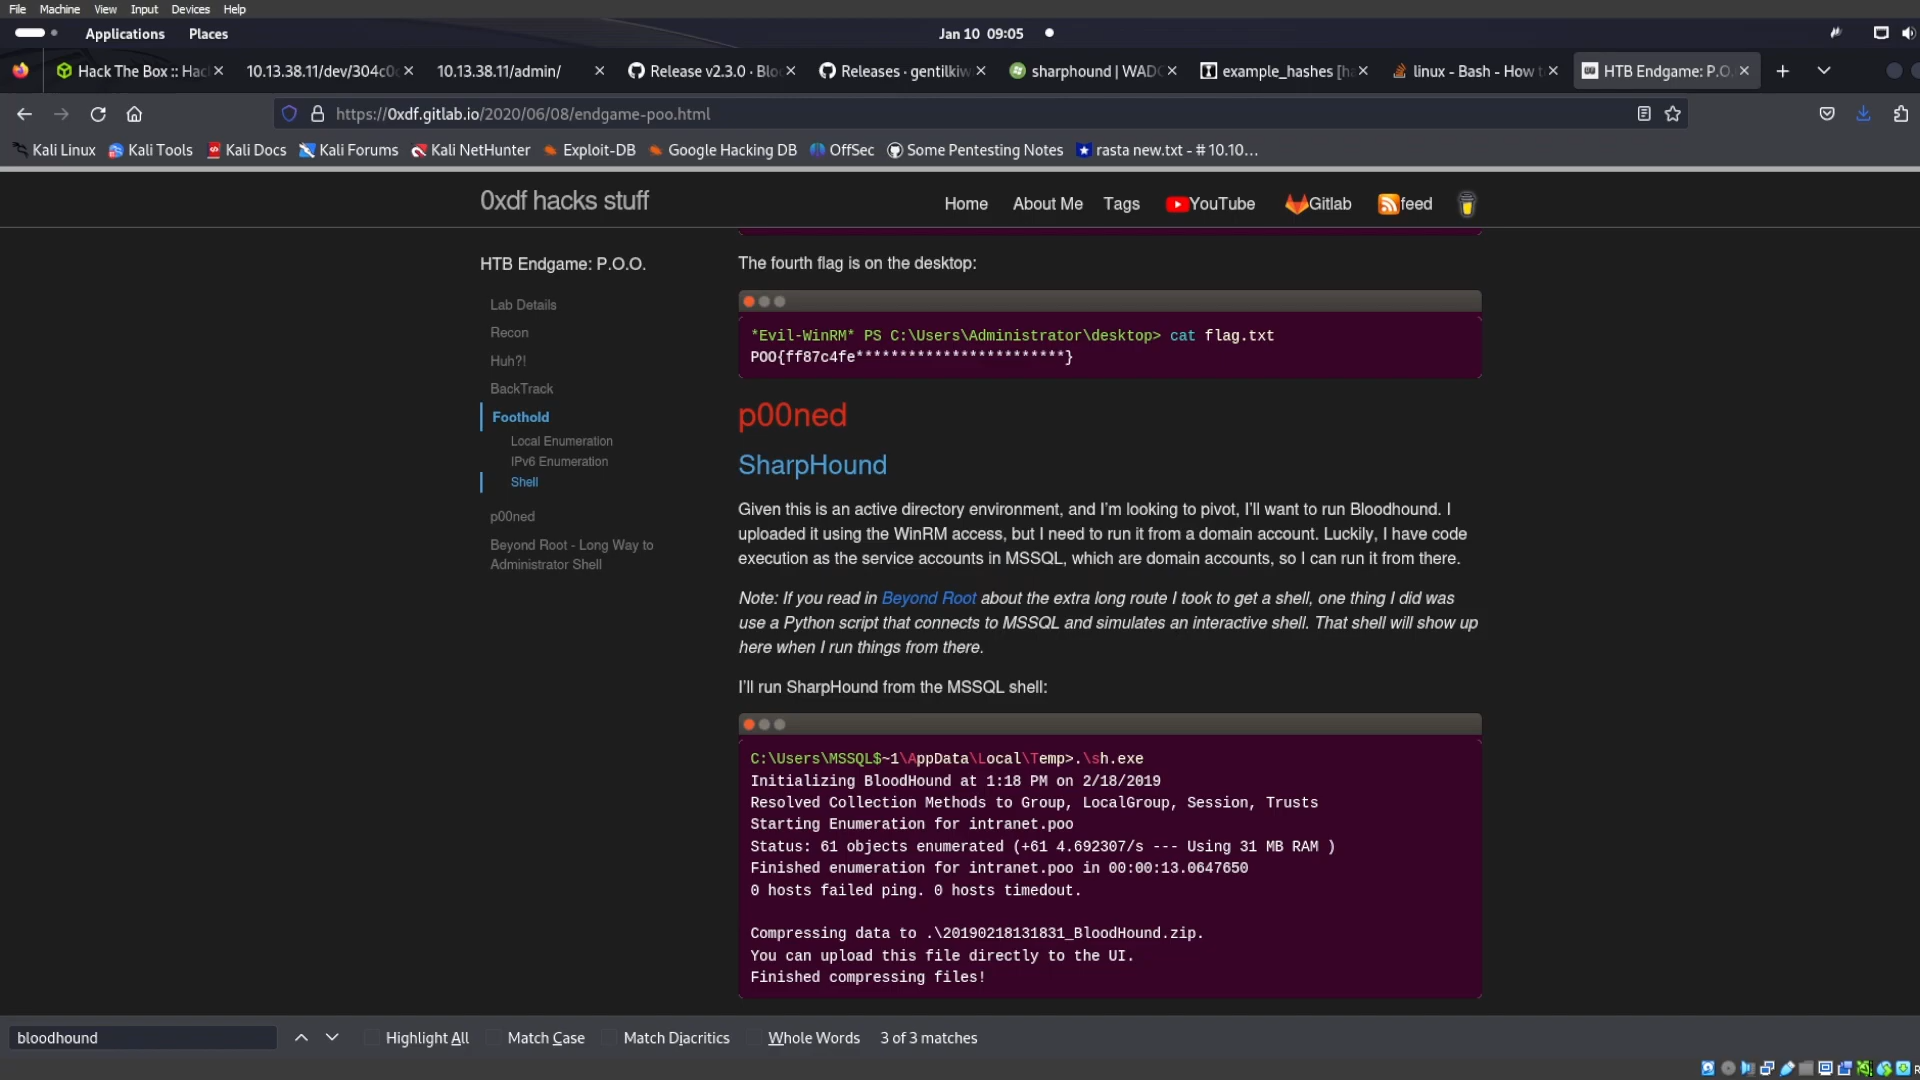 File Machine View Input Devices Help
Applications Places Jan 10 09:05
Hack The Box :: Hac 10.13.38.11/dev/304c0c 10.13.38.11/admin/ Release v2.3.0 · Blo Releases · gentilkiw sharphound | WADC example_hashes [ha linux - Bash - How t HTB Endgame: P.O.
https://0xdf.gitlab.io/2020/06/08/endgame-poo.html
Kali Linux Kali Tools Kali Docs Kali Forums Kali NetHunter Exploit-DB Google Hacking DB OffSec Some Pentesting Notes rasta new.txt - # 10.10…
0xdf hacks stuff Home About Me Tags YouTube Gitlab feed
HTB Endgame: P.O.O.
Lab Details
Recon
Huh?!
BackTrack
Foothold
Local Enumeration
IPv6 Enumeration
Shell
p00ned
Beyond Root - Long Way to
Administrator Shell
The fourth flag is on the desktop:
*Evil-WinRM* PS C:\Users\Administrator\desktop> cat flag.txt
POO{ff87c4fe************************}
p00ned
SharpHound
Given this is an active directory environment, and I’m looking to pivot, I’ll want to run Bloodhound. I
uploaded it using the WinRM access, but I need to run it from a domain account. Luckily, I have code
execution as the service accounts in MSSQL, which are domain accounts, so I can run it from there.
Note: If you read in Beyond Root about the extra long route I took to get a shell, one thing I did was
use a Python script that connects to MSSQL and simulates an interactive shell. That shell will show up
here when I run things from there.
I’ll run SharpHound from the MSSQL shell:
C:\Users\MSSQL$~1\AppData\Local\Temp>.\sh.exe
Initializing BloodHound at 1:18 PM on 2/18/2019
Resolved Collection Methods to Group, LocalGroup, Session, Trusts
Starting Enumeration for intranet.poo
Status: 61 objects enumerated (+61 4.692307/s --- Using 31 MB RAM )
Finished enumeration for intranet.poo in 00:00:13.0647650
0 hosts failed ping. 0 hosts timedout.
Compressing data to .\20190218131831_BloodHound.zip.
You can upload this file directly to the UI.
Finished compressing files!
bloodhound Highlight All Match Case Match Diacritics Whole Words 3 of 3 matches